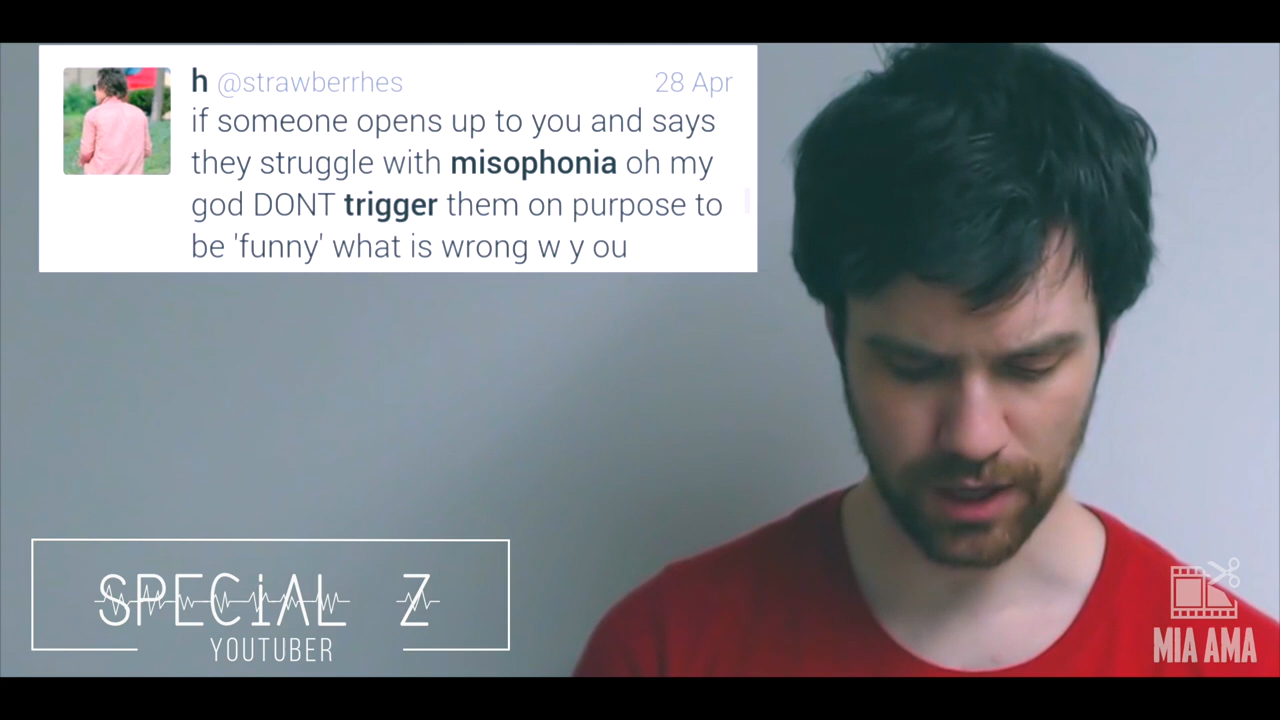 h @strawberrhes 28 Apr
if someone opens up to you and says
they struggle with misophonia oh my
god DONT trigger them on purpose to
be 'funny' what is wrong w y ou
SPECiAL Z
YOUTUBER
MIA AMA